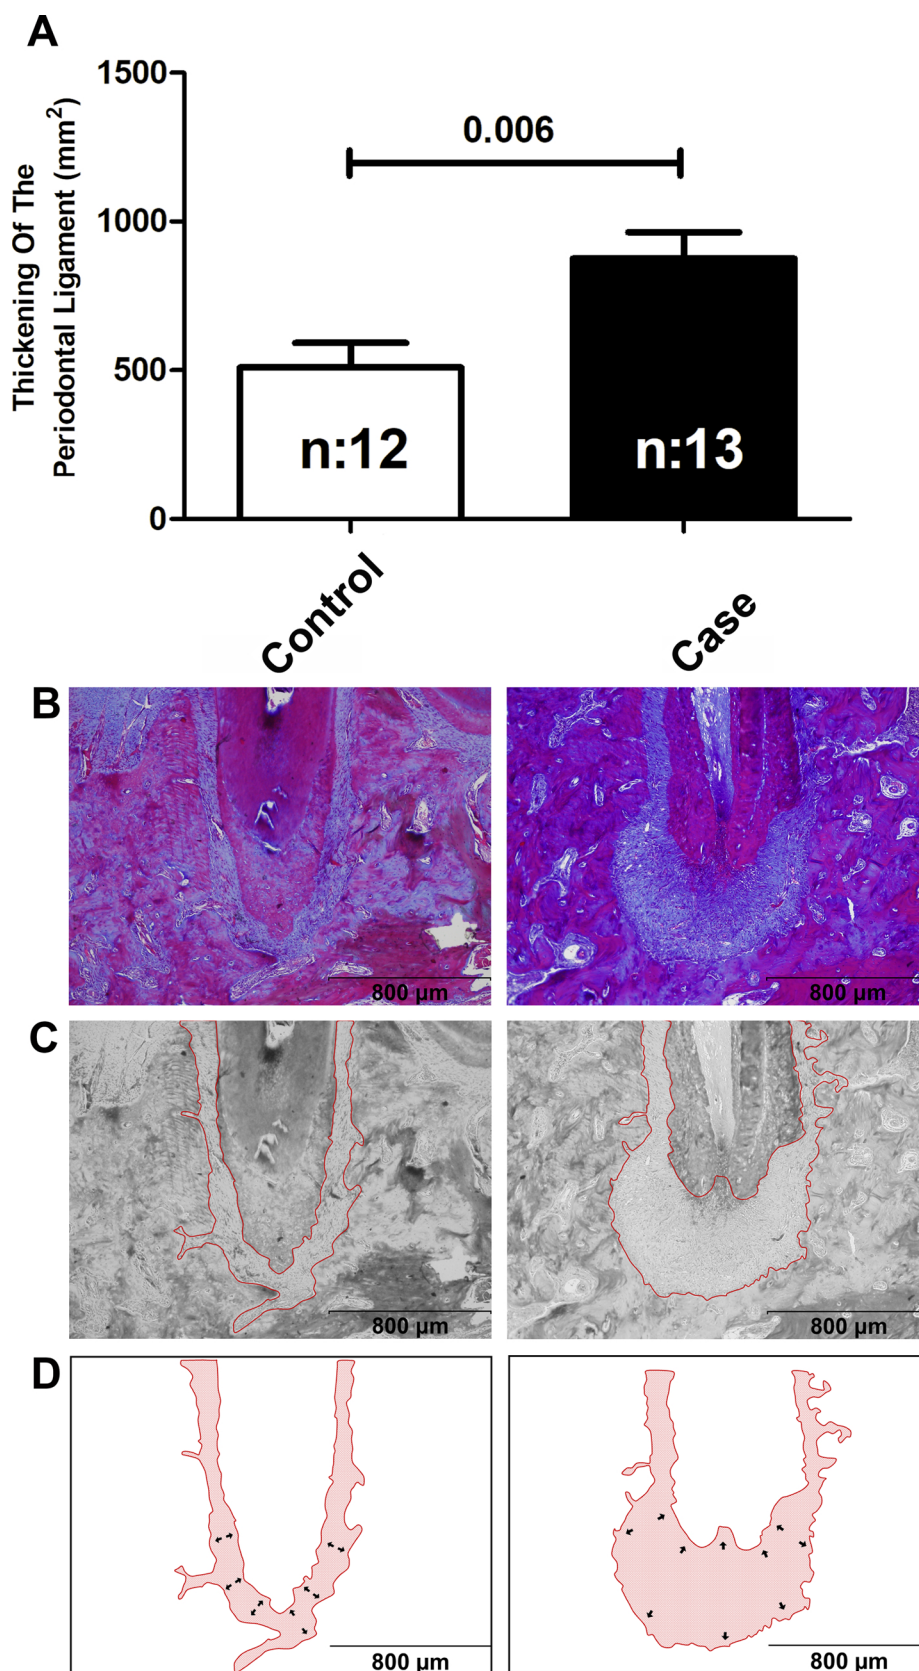 A
1500
1000
500
0
Thickening Of The
Periodontal Ligament (mm²)
0.006
n:12
n:13
Control
Case
B
800 µm
800 µm
C
800 µm
800 µm
D
800 µm
800 µm